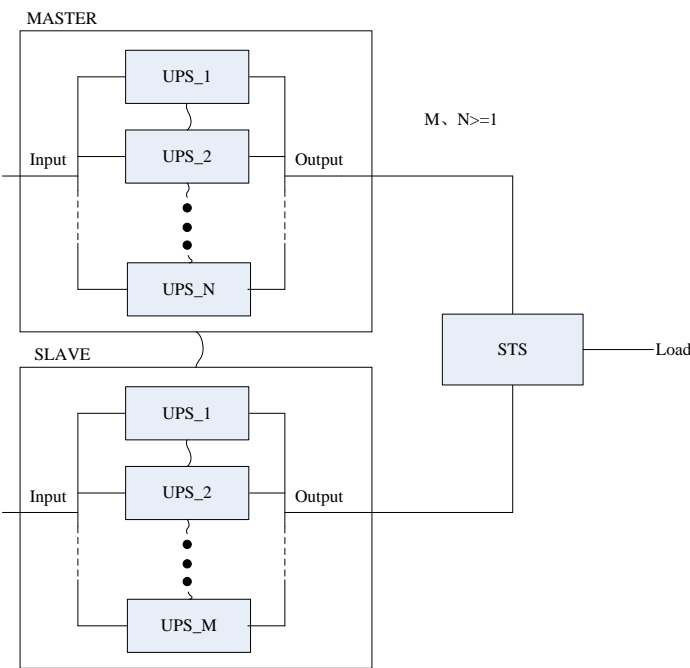 MASTER
UPS_1
M、N>=1
Input
UPS_2
Output
UPS_N
STS
Load
SLAVE
UPS_1
Input
UPS_2
Output
UPS_M